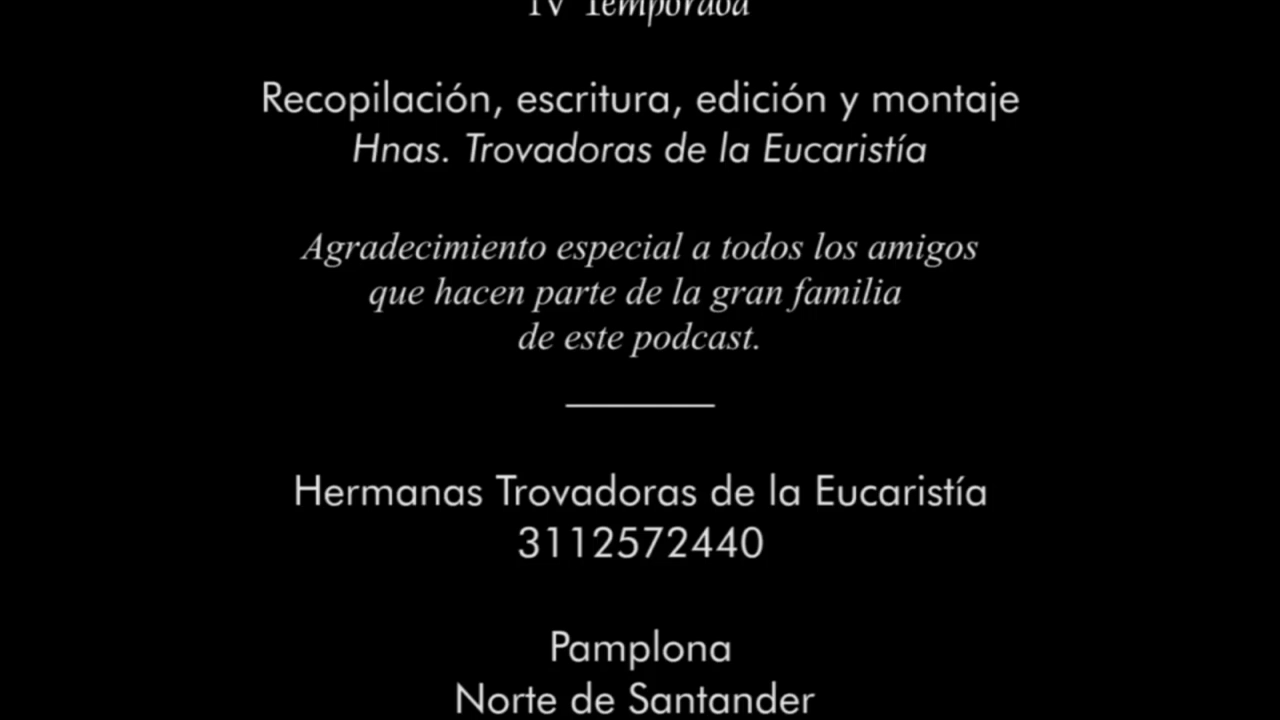 IV Temporada
Recopilación, escritura, edición y montaje
Hnas. Trovadoras de la Eucaristía
Agradecimiento especial a todos los amigos
que hacen parte de la gran familia
de este podcast.
Hermanas Trovadoras de la Eucaristía
3112572440
Pamplona
Norte de Santander